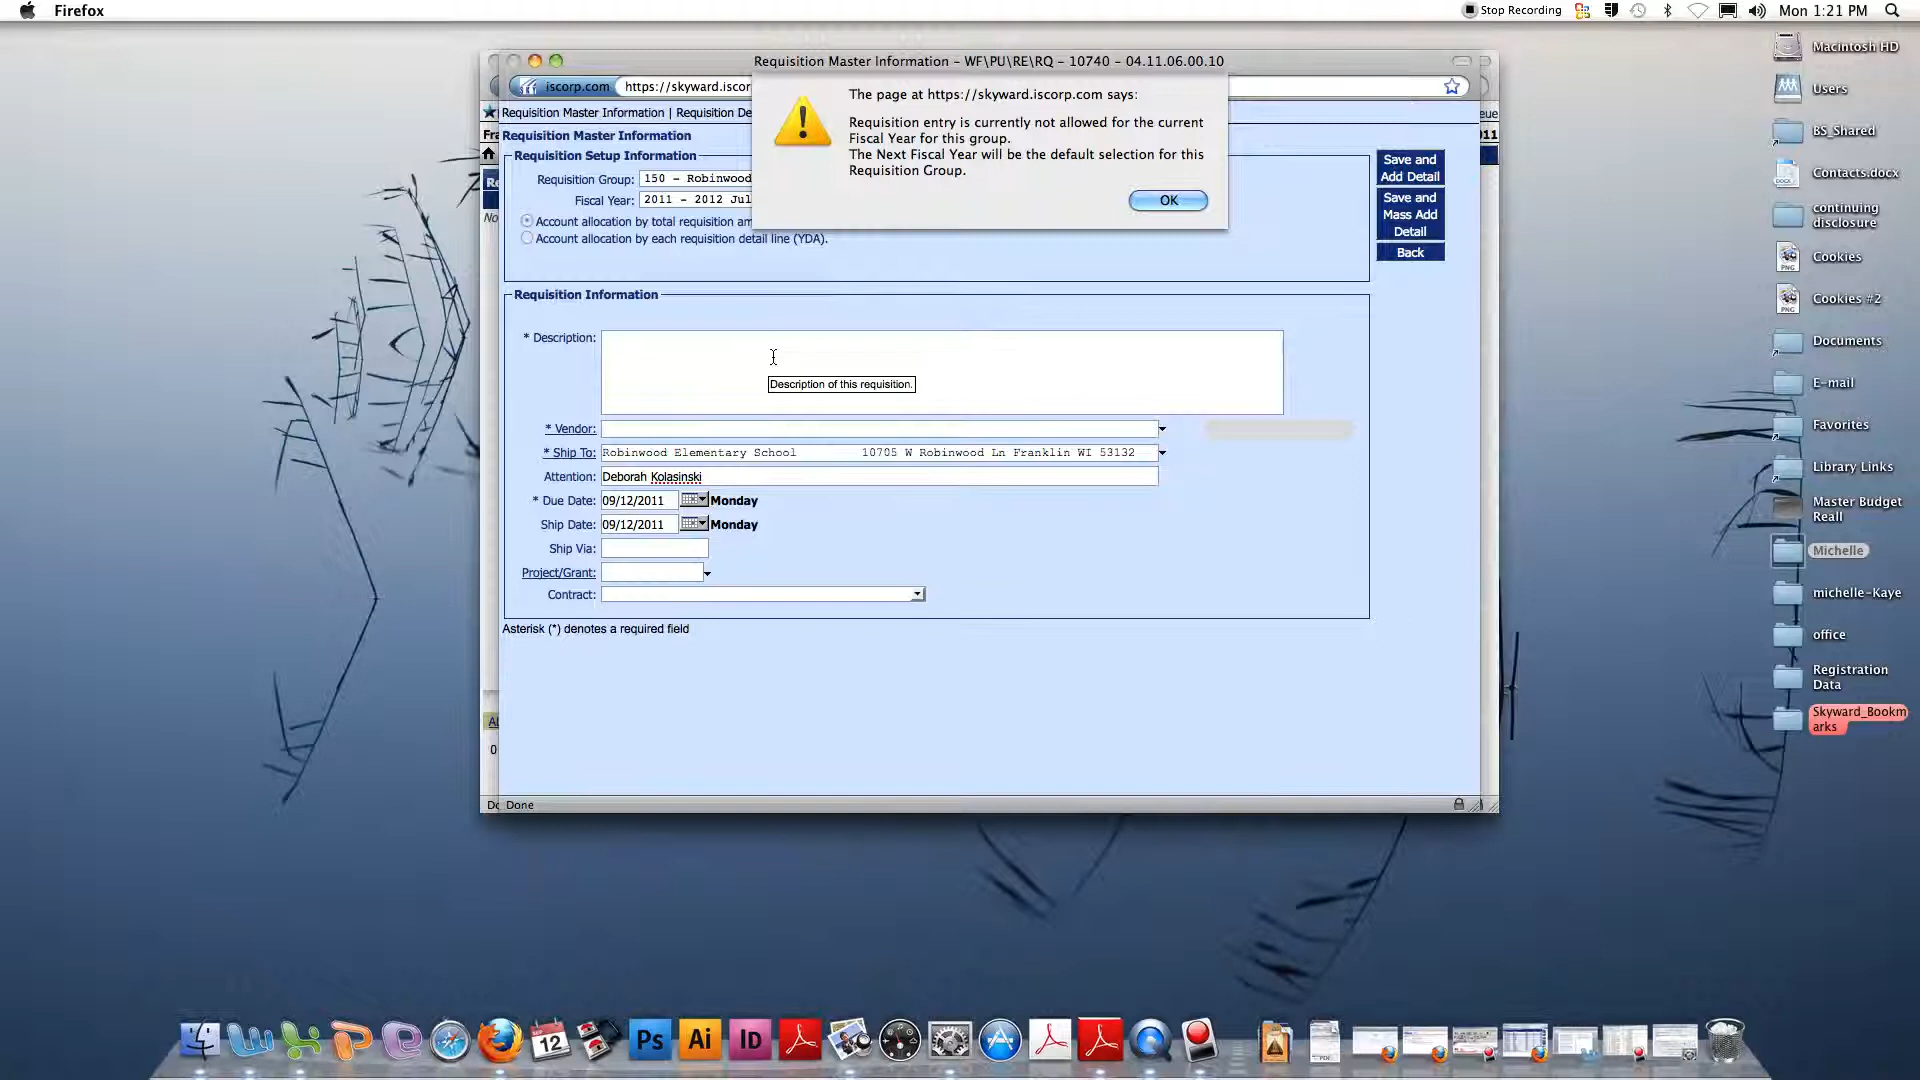 Firefox
Stop Recording
Mon 1:21 PM
Requisition Master Information - WF\PU\RE\RQ - 10740 - 04.11.06.00.10
iscorp.com
https://skyward.iscor
Requisition Master Information | Requisition De
Fra
Requisition Master Information
Requisition Setup Information
Re
Requisition Group: 150 - Robinwood
Fiscal Year: 2011 - 2012 Jul
No
Account allocation by total requisition am
Account allocation by each requisition detail line (YDA).
The page at https://skyward.iscorp.com says:
Requisition entry is currently not allowed for the current
Fiscal Year for this group.
The Next Fiscal Year will be the default selection for this
Requisition Group.
OK
eue
011
Save and
Add Detail
Save and
Mass Add
Detail
Back
Requisition Information
* Description:
Description of this requisition.
* Vendor:
* Ship To: Robinwood Elementary School 10705 W Robinwood Ln Franklin WI 53132
Attention: Deborah Kolasinski
* Due Date: 09/12/2011 Monday
Ship Date: 09/12/2011 Monday
Ship Via:
Project/Grant:
Contract:
Asterisk (*) denotes a required field
Al
0
Do Done
Macintosh HD
Users
BS_Shared
Contacts.docx
continuing
disclosure
Cookies
Cookies #2
Documents
E-mail
Favorites
Library Links
Master Budget
Reall
Michelle
michelle-Kaye
office
Registration
Data
Skyward_Bookm
arks
SEP
12
Ps
Ai
Id